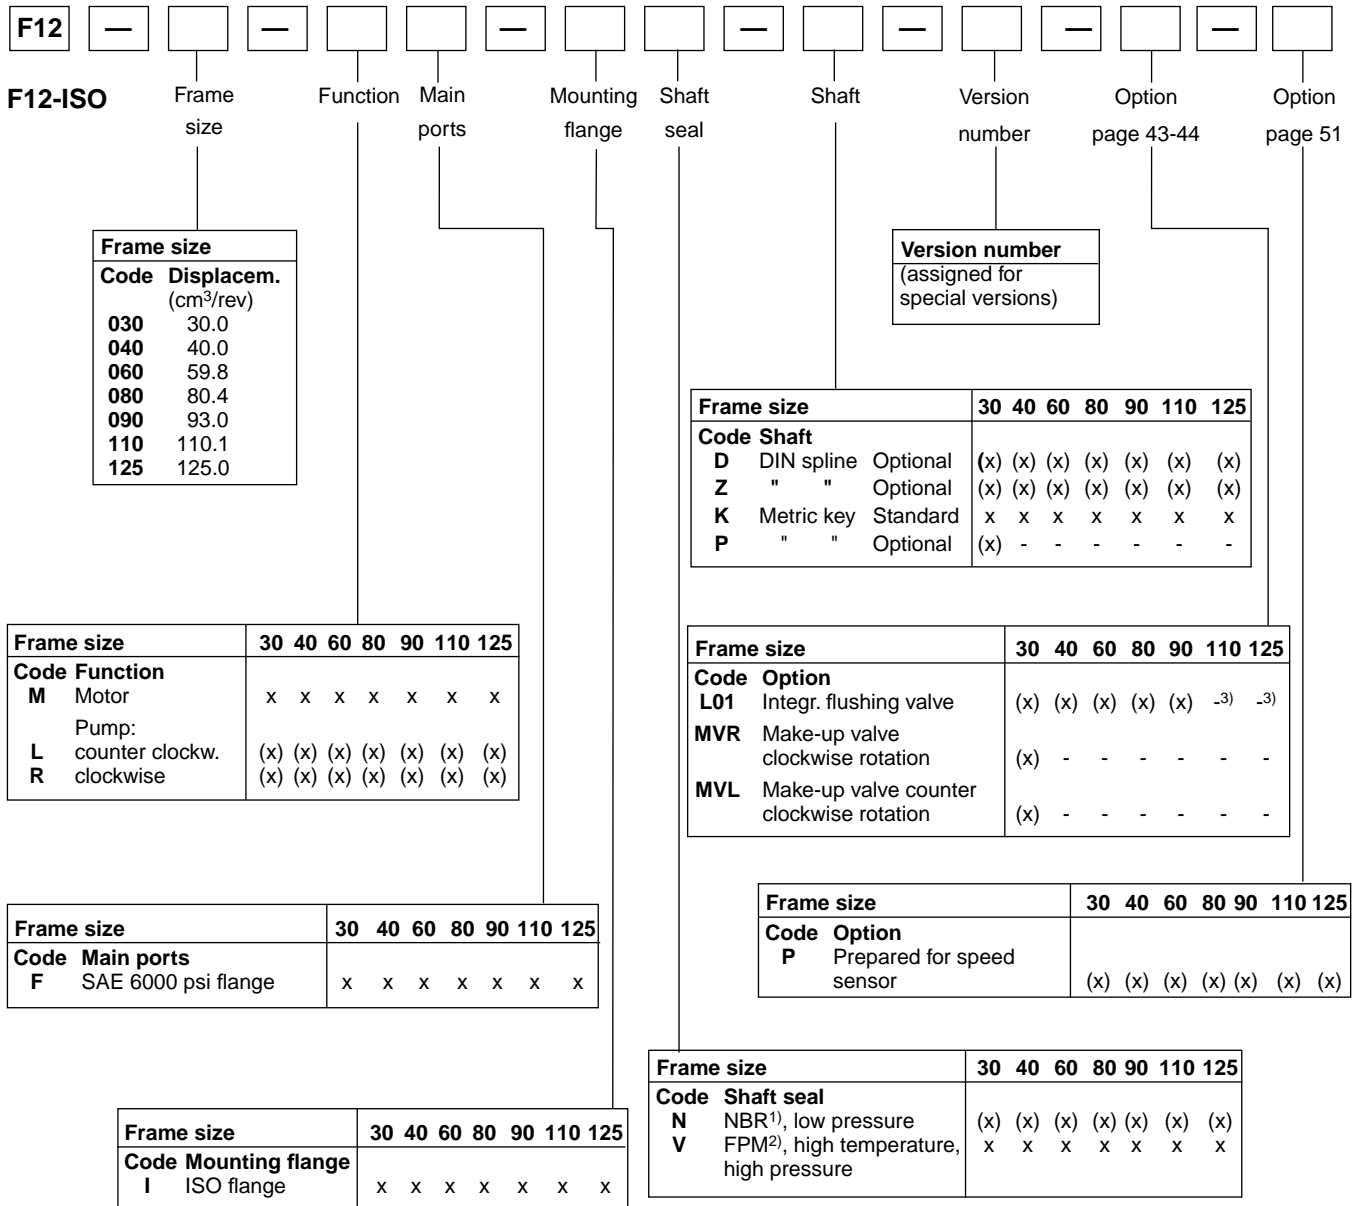 F12 — — — — — —
F12-ISO
Frame size
Function
Main ports
Mounting flange
Shaft seal
Shaft
Version number
Option page 43-44
Option page 51
Frame size
Code Displacem.
(cm3/rev)
030 30.0
040 40.0
060 59.8
080 80.4
090 93.0
110 110.1
125 125.0
Version number
(assigned for
special versions)
Frame size 30 40 60 80 90 110 125
Code Shaft
D DIN spline Optional (x) (x) (x) (x) (x) (x) (x)
Z " " Optional (x) (x) (x) (x) (x) (x) (x)
K Metric key Standard x x x x x x x
P " " Optional (x) - - - - - -
Frame size 30 40 60 80 90 110 125
Code Function
M Motor x x x x x x x
Pump:
L counter clockw. (x) (x) (x) (x) (x) (x) (x)
R clockwise (x) (x) (x) (x) (x) (x) (x)
Frame size 30 40 60 80 90 110 125
Code Option
L01 Integr. flushing valve (x) (x) (x) (x) (x) -3) -3)
MVR Make-up valve
clockwise rotation (x) - - - - - -
MVL Make-up valve counter
clockwise rotation (x) - - - - - -
Frame size 30 40 60 80 90 110 125
Code Main ports
F SAE 6000 psi flange x x x x x x x
Frame size 30 40 60 80 90 110 125
Code Option
P Prepared for speed
sensor (x) (x) (x) (x) (x) (x) (x)
Frame size 30 40 60 80 90 110 125
Code Shaft seal
N NBR1), low pressure (x) (x) (x) (x) (x) (x) (x)
V FPM2), high temperature, x x x x x x x
high pressure
Frame size 30 40 60 80 90 110 125
Code Mounting flange
I ISO flange x x x x x x x